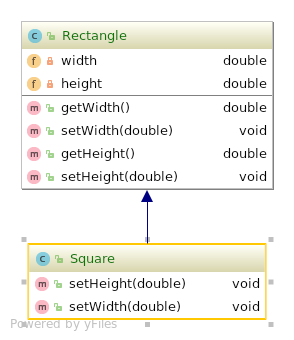 C Rectangle
f width double
f height double
m getWidth() double
m setWidth(double) void
m getHeight() double
m setHeight(double) void
C Square
m setHeight(double) void
m setWidth(double) void
Powered by yFiles